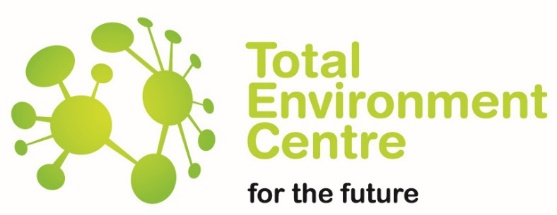 Total
Environment
Centre
for the future